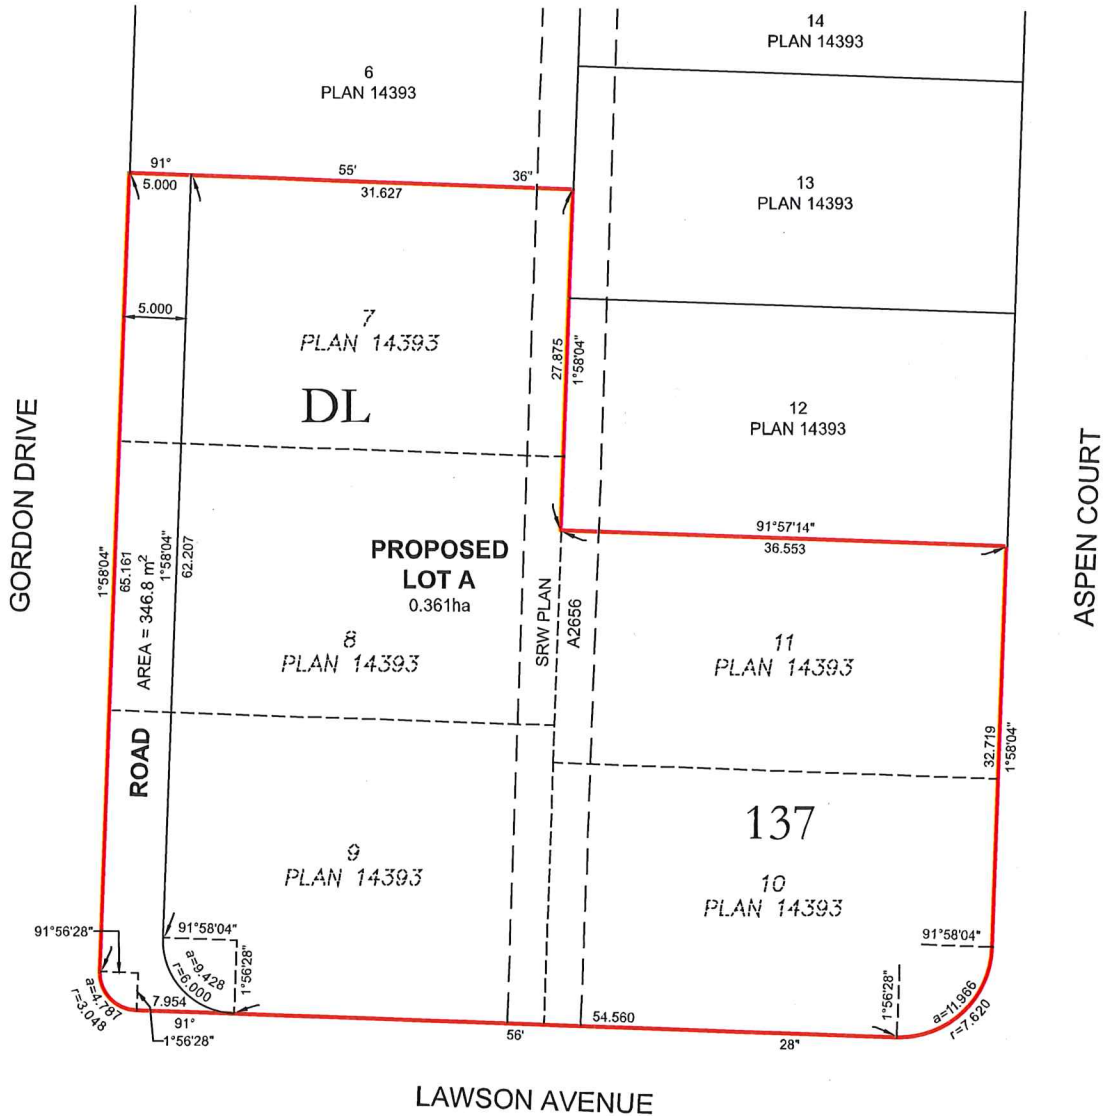 14
PLAN 14393
6
PLAN 14393
91° 55' 36"
5.000 31.627
13
PLAN 14393
5.000
7
PLAN 14393
27.875
1°58'04"
DL
12
PLAN 14393
GORDON DRIVE
ASPEN COURT
91°57'14"
36.553
PROPOSED
LOT A
0.361ha
1°58'04"
65.161
AREA = 346.8 m²
1°58'04"
62.207
SRW PLAN
A2656
8
PLAN 14393
11
PLAN 14393
32.719
1°58'04"
ROAD
137
9
PLAN 14393
10
PLAN 14393
91°56'28"
91°58'04"
1°56'28"
a=9.428
r=6.000
a=4.787
r=3.048
7.954
91° 56' 28"
1°56'28"
54.560
91°58'04"
1°56'28"
a=11.966
r=7.620
LAWSON AVENUE